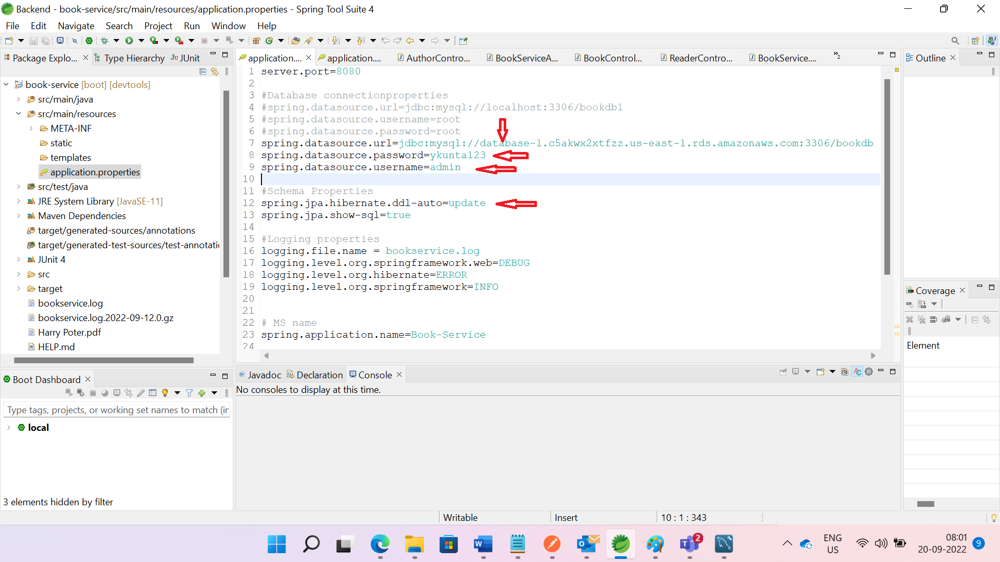 Backend - book-service/src/main/resources/application.properties - Spring Tool Suite 4
File Edit Navigate Search Project Run Window Help
Package Explo... Type Hierarchy JUnit
book-service [boot] [devtools]
src/main/java
src/main/resources
META-INF
static
templates
application.properties
src/test/java
JRE System Library [JavaSE-11]
Maven Dependencies
target/generated-sources/annotations
target/generated-test-sources/test-annotatic
JUnit 4
src
target
bookservice.log
bookservice.log.2022-09-12.0.gz
Harry Poter.pdf
HELP.md
Boot Dashboard
Type tags, projects, or working set names to match (ir
local
3 elements hidden by filter
application.... application.... AuthorContro... BookServiceA... BookControl... ReaderContro... BookService.... »2
1 server.port=8080
2
3 #Database connectionproperties
4 #spring.datasource.url=jdbc:mysql://localhost:3306/bookdb1
5 #spring.datasource.username=root
6 #spring.datasource.password=root
7 spring.datasource.url=jdbc:mysql://database-1.c5akwx2xtfzz.us-east-1.rds.amazonaws.com:3306/bookdb
8 spring.datasource.password=ykunta123
9 spring.datasource.username=admin
10
11 #Schema Properties
12 spring.jpa.hibernate.ddl-auto=update
13 spring.jpa.show-sql=true
14
15 #Logging properties
16 logging.file.name = bookservice.log
17 logging.level.org.springframework.web=DEBUG
18 logging.level.org.hibernate=ERROR
19 logging.level.org.springframework=INFO
20
21
22 # MS name
23 spring.application.name=Book-Service
24
@ Javadoc Declaration Console
No consoles to display at this time.
Outline
Coverage
Element
Writable Insert 10 : 1 : 343
ENG
US
08:01
20-09-2022
9
2